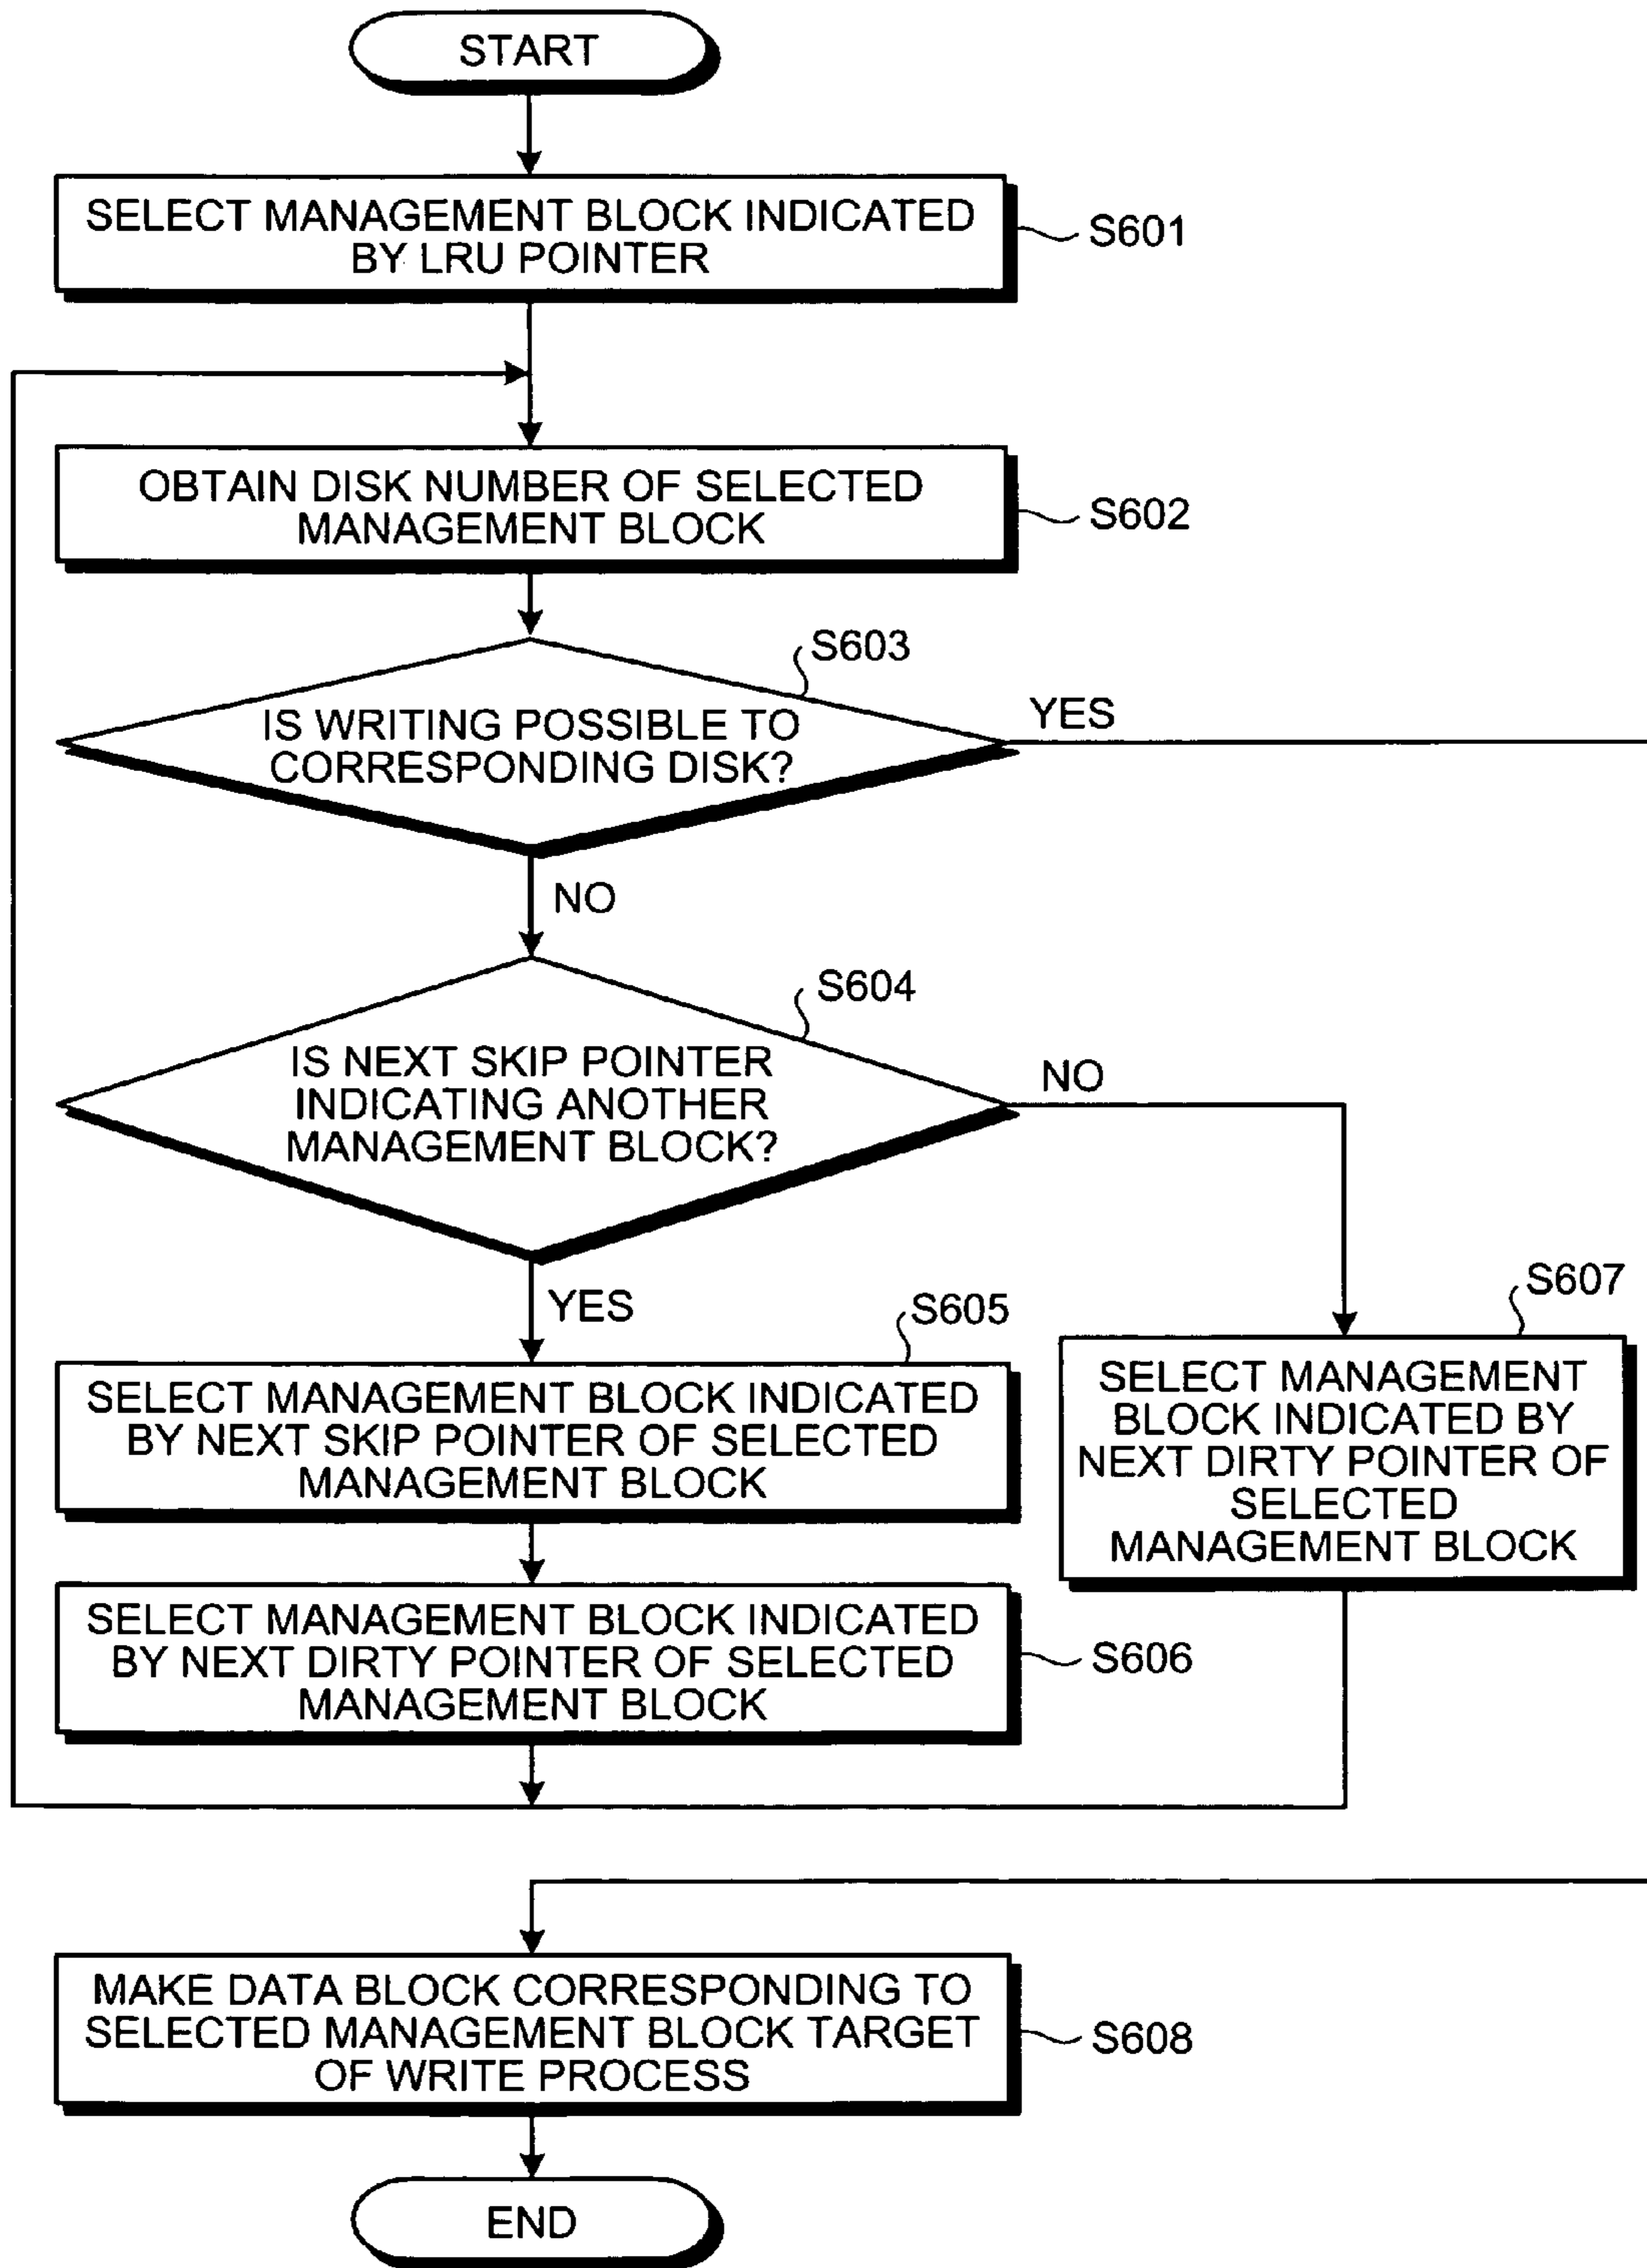 START
SELECT MANAGEMENT BLOCK INDICATED
BY LRU POINTER
S601
OBTAIN DISK NUMBER OF SELECTED
MANAGEMENT BLOCK
S602
S603
IS WRITING POSSIBLE TO
CORRESPONDING DISK?
YES
NO
S604
IS NEXT SKIP POINTER
INDICATING ANOTHER
MANAGEMENT BLOCK?
NO
YES
S605
SELECT MANAGEMENT BLOCK INDICATED
BY NEXT SKIP POINTER OF SELECTED
MANAGEMENT BLOCK
S607
SELECT MANAGEMENT
BLOCK INDICATED BY
NEXT DIRTY POINTER OF
SELECTED
MANAGEMENT BLOCK
SELECT MANAGEMENT BLOCK INDICATED
BY NEXT DIRTY POINTER OF SELECTED
MANAGEMENT BLOCK
S606
MAKE DATA BLOCK CORRESPONDING TO
SELECTED MANAGEMENT BLOCK TARGET
OF WRITE PROCESS
S608
END